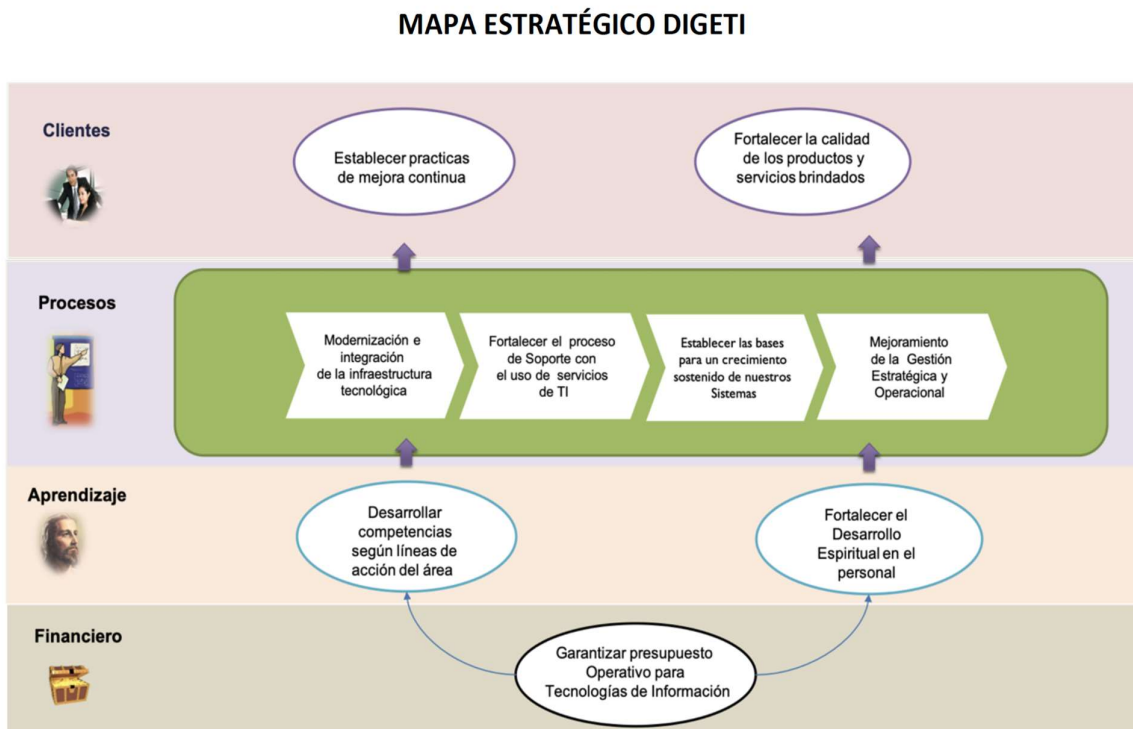 MAPA ESTRATÉGICO DIGETI
Clientes
Establecer practicas
de mejora continua
Fortalecer la calidad
de los productos y
servicios brindados
Procesos
Modernización e
integración
de la infraestructura
tecnológica
Fortalecer el proceso
de Soporte con
el uso de servicios
de TI
Establecer las bases
para un crecimiento
sostenido de nuestros
Sistemas
Mejoramiento
de la Gestión
Estratégica y
Operacional
Aprendizaje
Desarrollar
competencias
según líneas de
acción del área
Fortalecer el
Desarrollo
Espiritual en el
personal
Financiero
Garantizar presupuesto
Operativo para
Tecnologías de Información